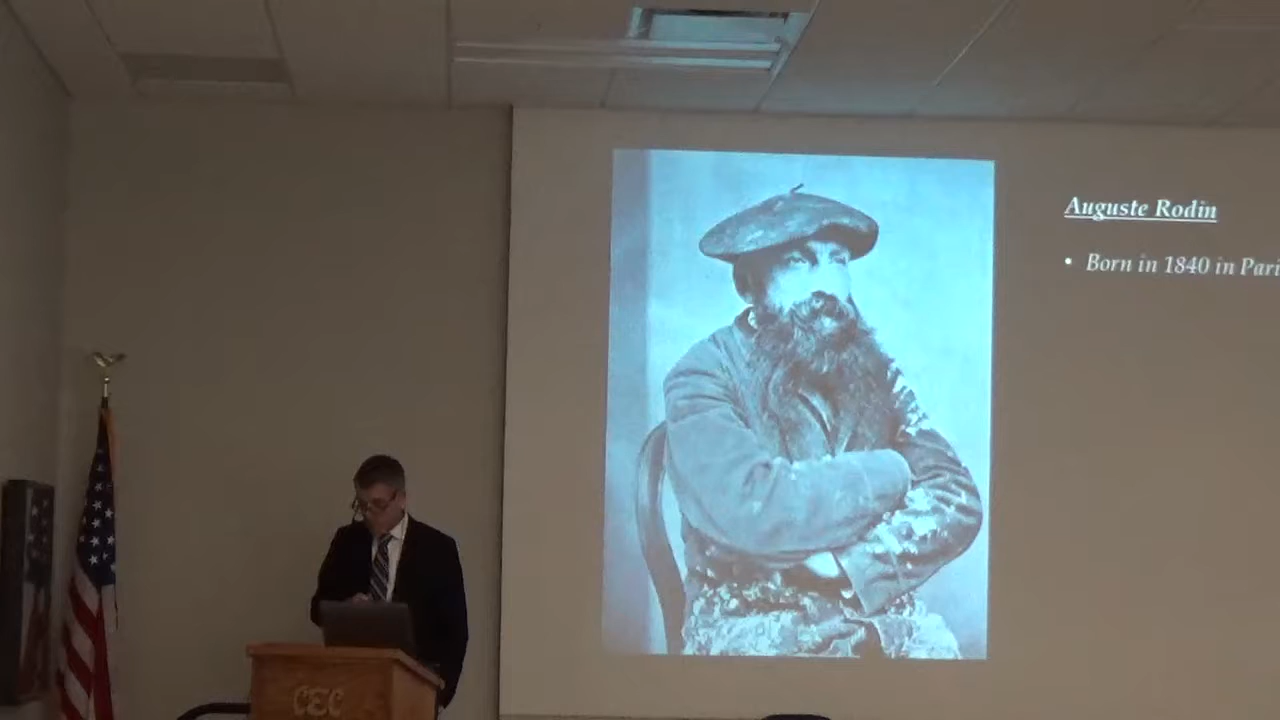 Auguste Rodin
• Born in 1840 in Pari
CEC